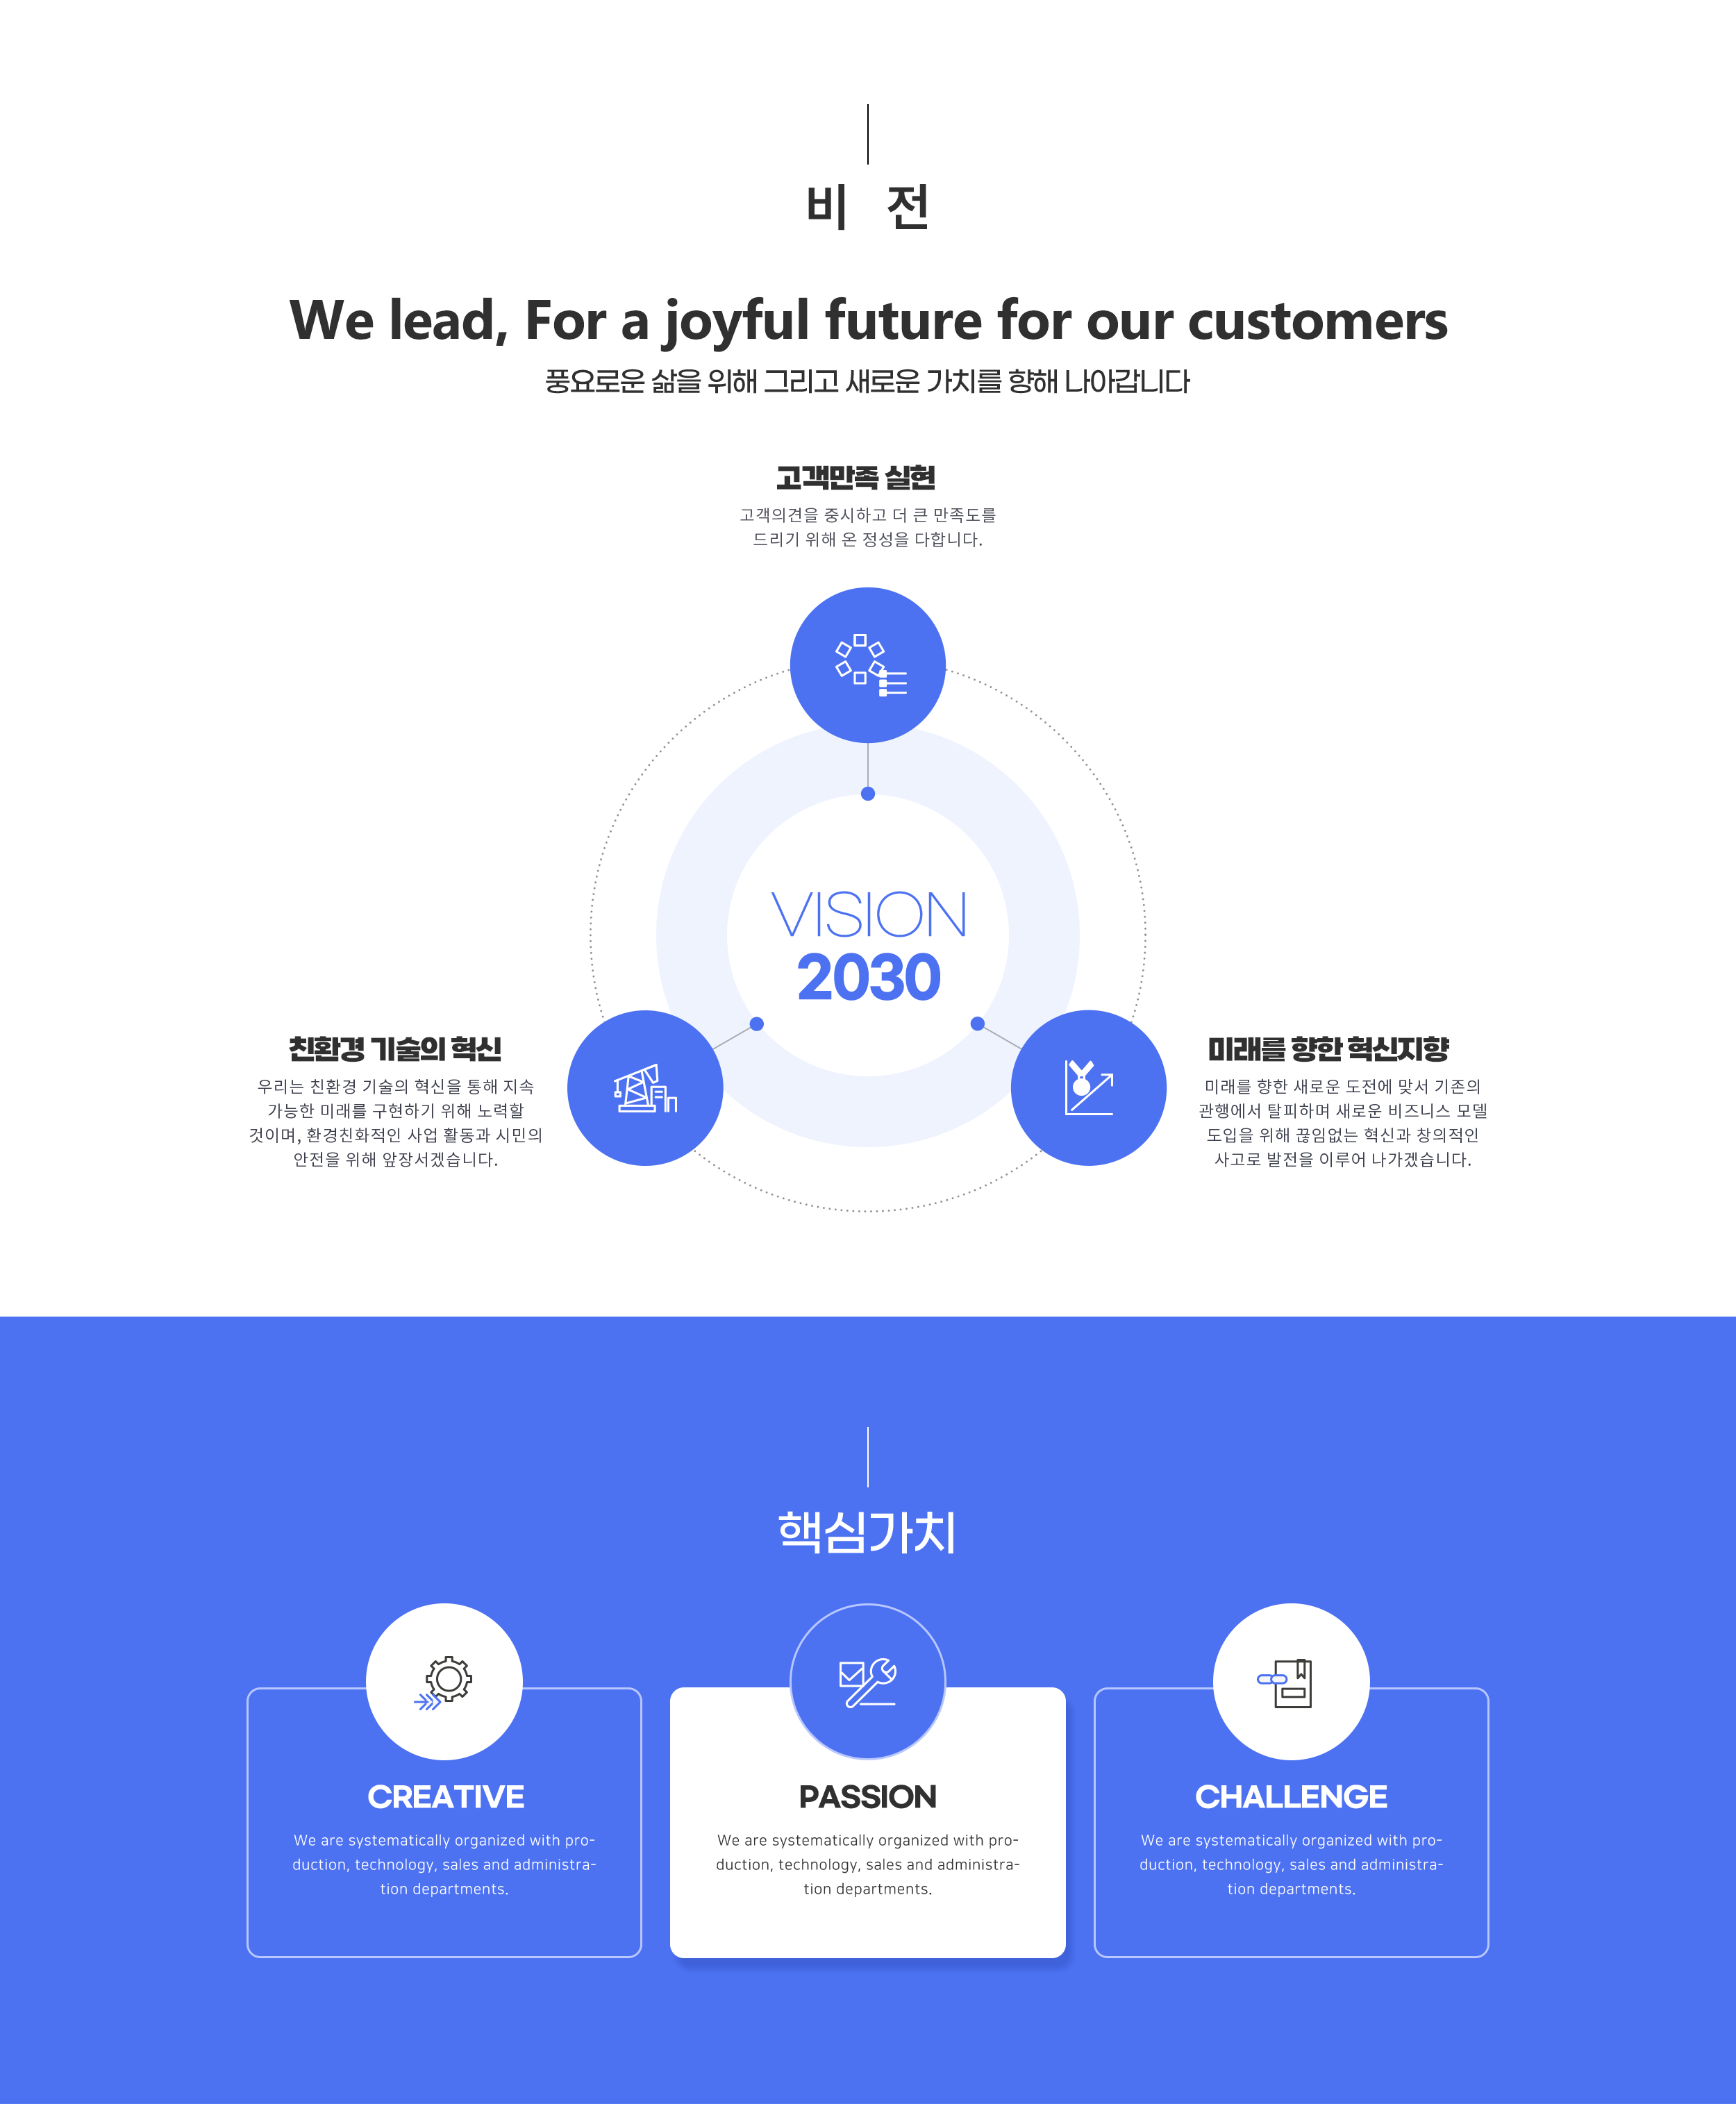 비 전
We lead, For a joyful future for our customers
풍요로운 삶을 위해 그리고 새로운 가치를 향해 나아갑니다
고객만족 실현
고객의견을 중시하고 더 큰 만족도를
드리기 위해 온 정성을 다합니다.
VISION
2030
친환경 기술의 혁신
우리는 친환경 기술의 혁신을 통해 지속
가능한 미래를 구현하기 위해 노력할
것이며, 환경친화적인 사업 활동과 시민의
안전을 위해 앞장서겠습니다.
미래를 향한 혁신지향
미래를 향한 새로운 도전에 맞서 기존의
관행에서 탈피하며 새로운 비즈니스 모델
도입을 위해 끊임없는 혁신과 창의적인
사고로 발전을 이루어 나가겠습니다.
핵심가치
CREATIVE
We are systematically organized with pro-
duction, technology, sales and administra-
tion departments.
PASSION
We are systematically organized with pro-
duction, technology, sales and administra-
tion departments.
CHALLENGE
We are systematically organized with pro-
duction, technology, sales and administra-
tion departments.